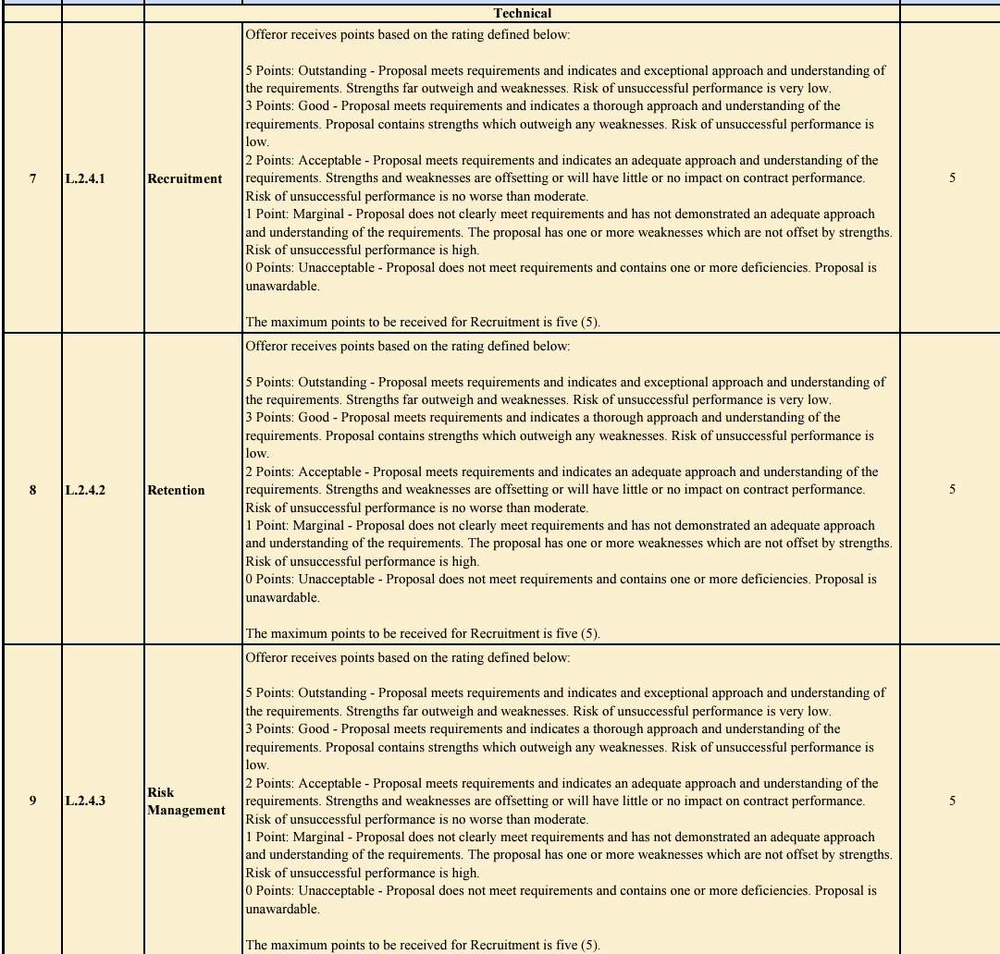 Technical
7
L.2.4.1
Recruitment
Offeror receives points based on the rating defined below:
5 Points: Outstanding - Proposal meets requirements and indicates and exceptional approach and understanding of
the requirements. Strengths far outweigh and weaknesses. Risk of unsuccessful performance is very low.
3 Points: Good - Proposal meets requirements and indicates a thorough approach and understanding of the
requirements. Proposal contains strengths which outweigh any weaknesses. Risk of unsuccessful performance is
low.
2 Points: Acceptable - Proposal meets requirements and indicates an adequate approach and understanding of the
requirements. Strengths and weaknesses are offsetting or will have little or no impact on contract performance.
Risk of unsuccessful performance is no worse than moderate.
1 Point: Marginal - Proposal does not clearly meet requirements and has not demonstrated an adequate approach
and understanding of the requirements. The proposal has one or more weaknesses which are not offset by strengths.
Risk of unsuccessful performance is high.
0 Points: Unacceptable - Proposal does not meet requirements and contains one or more deficiencies. Proposal is
unawardable.
The maximum points to be received for Recruitment is five (5).
5
8
L.2.4.2
Retention
Offeror receives points based on the rating defined below:
5 Points: Outstanding - Proposal meets requirements and indicates and exceptional approach and understanding of
the requirements. Strengths far outweigh and weaknesses. Risk of unsuccessful performance is very low.
3 Points: Good - Proposal meets requirements and indicates a thorough approach and understanding of the
requirements. Proposal contains strengths which outweigh any weaknesses. Risk of unsuccessful performance is
low.
2 Points: Acceptable - Proposal meets requirements and indicates an adequate approach and understanding of the
requirements. Strengths and weaknesses are offsetting or will have little or no impact on contract performance.
Risk of unsuccessful performance is no worse than moderate.
1 Point: Marginal - Proposal does not clearly meet requirements and has not demonstrated an adequate approach
and understanding of the requirements. The proposal has one or more weaknesses which are not offset by strengths.
Risk of unsuccessful performance is high.
0 Points: Unacceptable - Proposal does not meet requirements and contains one or more deficiencies. Proposal is
unawardable.
The maximum points to be received for Recruitment is five (5).
5
9
L.2.4.3
Risk
Management
Offeror receives points based on the rating defined below:
5 Points: Outstanding - Proposal meets requirements and indicates and exceptional approach and understanding of
the requirements. Strengths far outweigh and weaknesses. Risk of unsuccessful performance is very low.
3 Points: Good - Proposal meets requirements and indicates a thorough approach and understanding of the
requirements. Proposal contains strengths which outweigh any weaknesses. Risk of unsuccessful performance is
low.
2 Points: Acceptable - Proposal meets requirements and indicates an adequate approach and understanding of the
requirements. Strengths and weaknesses are offsetting or will have little or no impact on contract performance.
Risk of unsuccessful performance is no worse than moderate.
1 Point: Marginal - Proposal does not clearly meet requirements and has not demonstrated an adequate approach
and understanding of the requirements. The proposal has one or more weaknesses which are not offset by strengths.
Risk of unsuccessful performance is high.
0 Points: Unacceptable - Proposal does not meet requirements and contains one or more deficiencies. Proposal is
unawardable.
The maximum points to be received for Recruitment is five (5).
5